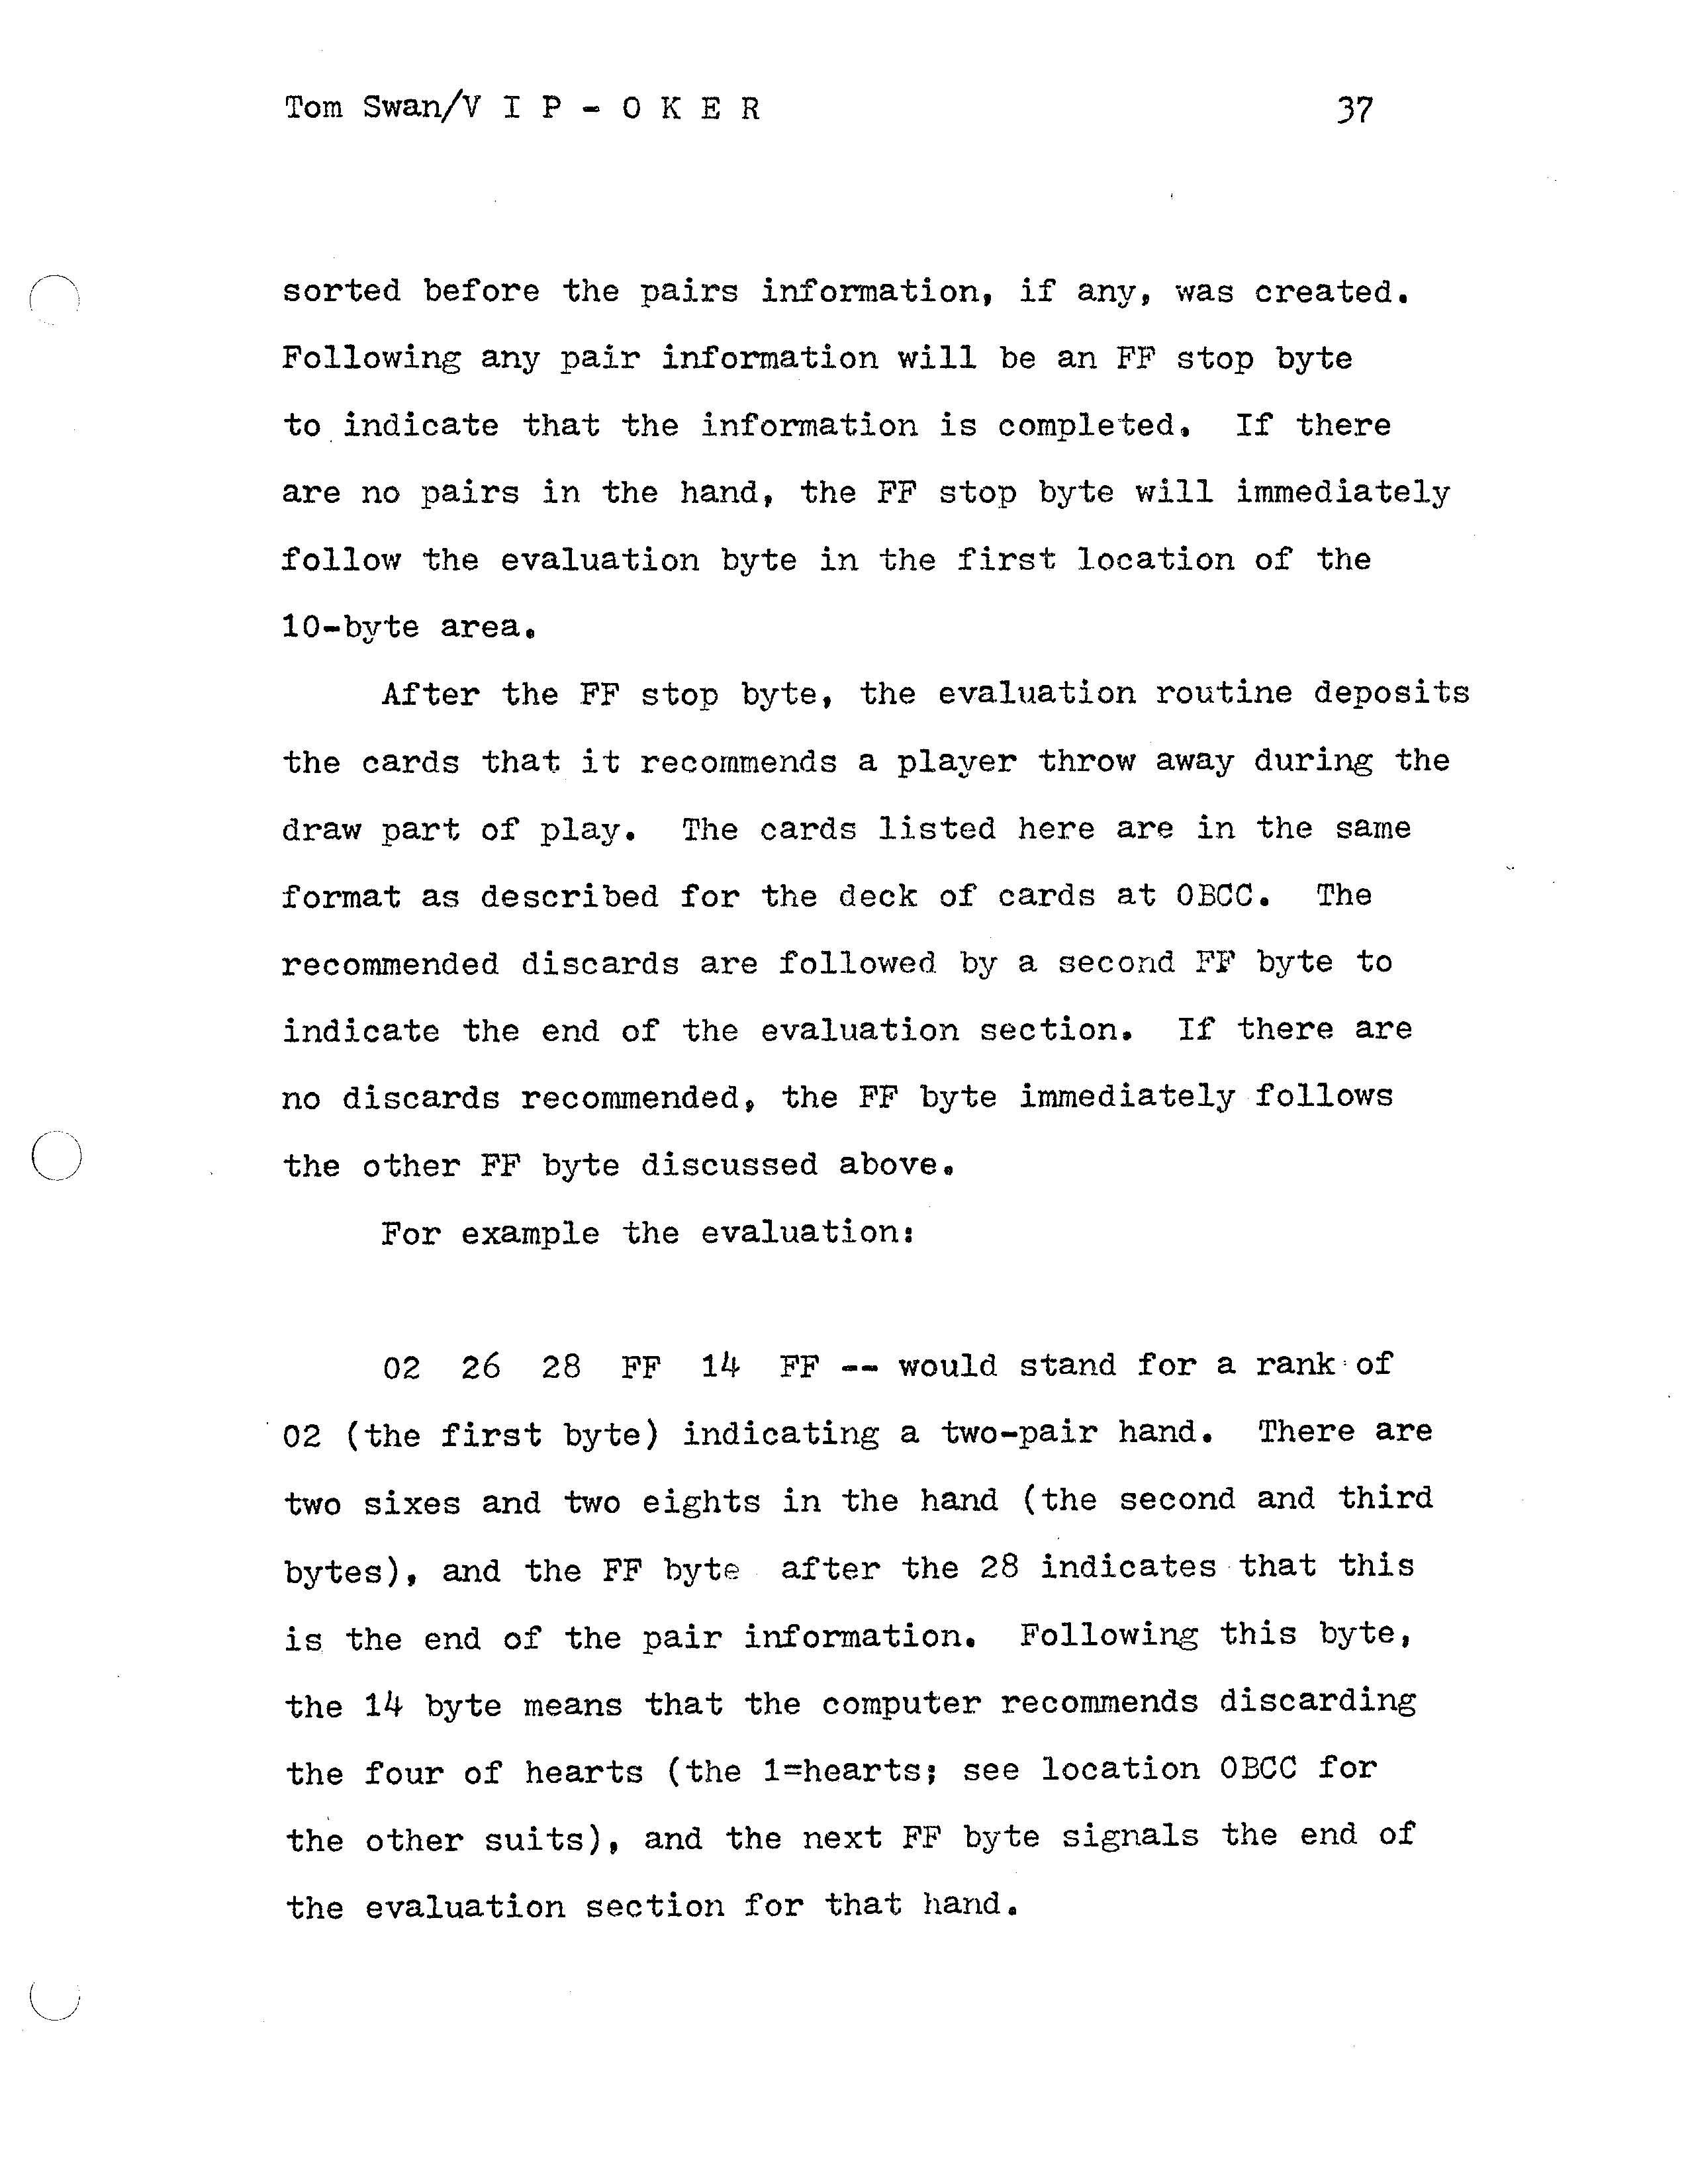 Tom Swan/V I P - O K E R 37
sorted before the pairs information, if any, was created.
Following any pair information will be an FF stop byte
to indicate that the information is completed. If there
are no pairs in the hand, the FF stop byte will immediately
follow the evaluation byte in the first location of the
10-byte area.
After the FF stop byte, the evaluation routine deposits
the cards that it recommends a player throw away during the
draw part of play. The cards listed here are in the same
format as described for the deck of cards at 0BCC. The
recommended discards are followed by a second FF byte to
indicate the end of the evaluation section. If there are
no discards recommended, the FF byte immediately follows
the other FF byte discussed above.
For example the evaluation:
02 26 28 FF 14 FF -- would stand for a rank of
02 (the first byte) indicating a two-pair hand. There are
two sixes and two eights in the hand (the second and third
bytes), and the FF byte after the 28 indicates that this
is the end of the pair information. Following this byte,
the 14 byte means that the computer recommends discarding
the four of hearts (the 1=hearts; see location 0BCC for
the other suits), and the next FF byte signals the end of
the evaluation section for that hand.